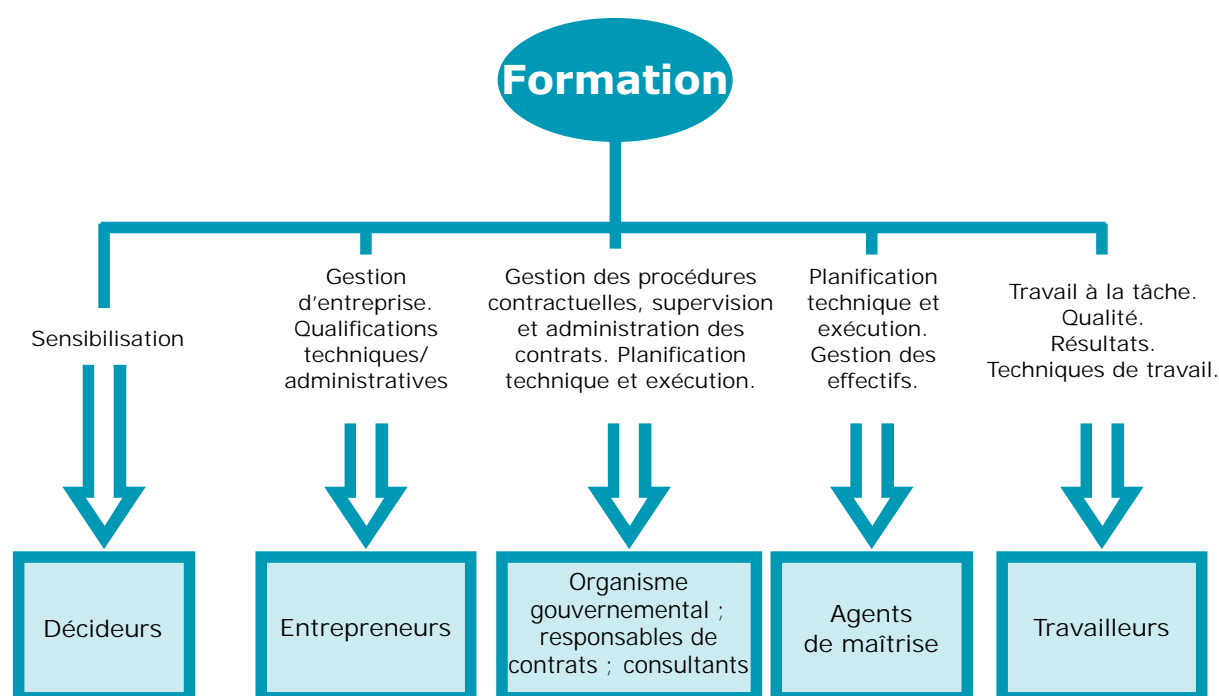 Formation
Sensibilisation
Gestion
d'entreprise.
Qualifications
techniques/
administratives
Gestion des procédures
contractuelles, supervision
et administration des
contrats. Planification
technique et exécution.
Planification
technique et
exécution.
Gestion des
effectifs.
Travail à la tâche.
Qualité.
Résultats.
Techniques de travail.
Décideurs
Entrepreneurs
Organisme
gouvernemental ;
responsables de
contrats ; consultants
Agents
de maîtrise
Travailleurs